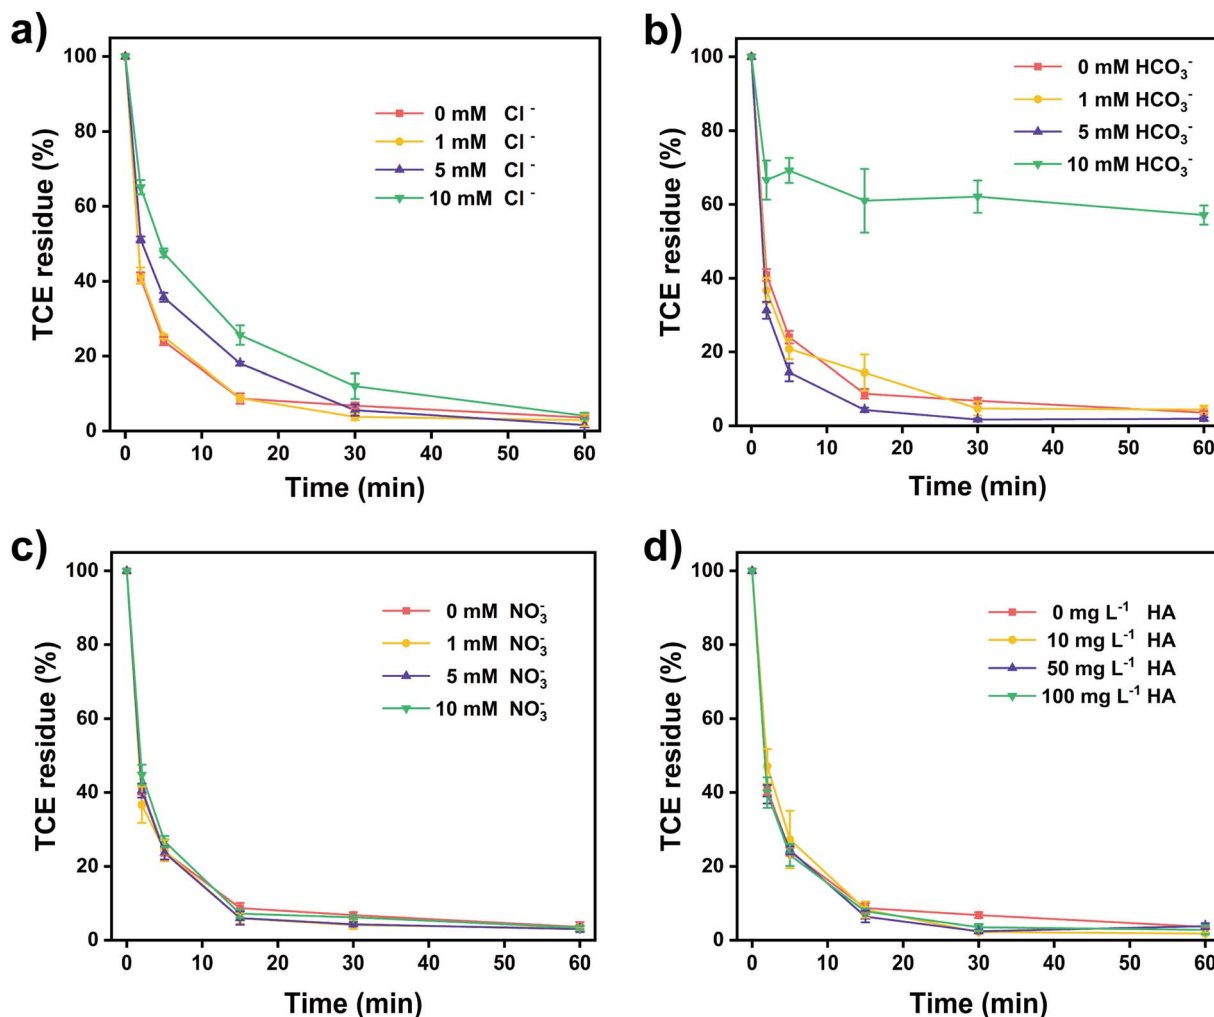 a)
TCE residue (%)
100
80
60
40
20
0
0 mM Cl⁻
1 mM Cl⁻
5 mM Cl⁻
10 mM Cl⁻
0 10 20 30 40 50 60
Time (min)
b)
TCE residue (%)
100
80
60
40
20
0
0 mM HCO₃⁻
1 mM HCO₃⁻
5 mM HCO₃⁻
10 mM HCO₃⁻
0 10 20 30 40 50 60
Time (min)
c)
TCE residue (%)
100
80
60
40
20
0
0 mM NO₃⁻
1 mM NO₃⁻
5 mM NO₃⁻
10 mM NO₃⁻
0 10 20 30 40 50 60
Time (min)
d)
TCE residue (%)
100
80
60
40
20
0
0 mg L⁻¹ HA
10 mg L⁻¹ HA
50 mg L⁻¹ HA
100 mg L⁻¹ HA
0 10 20 30 40 50 60
Time (min)